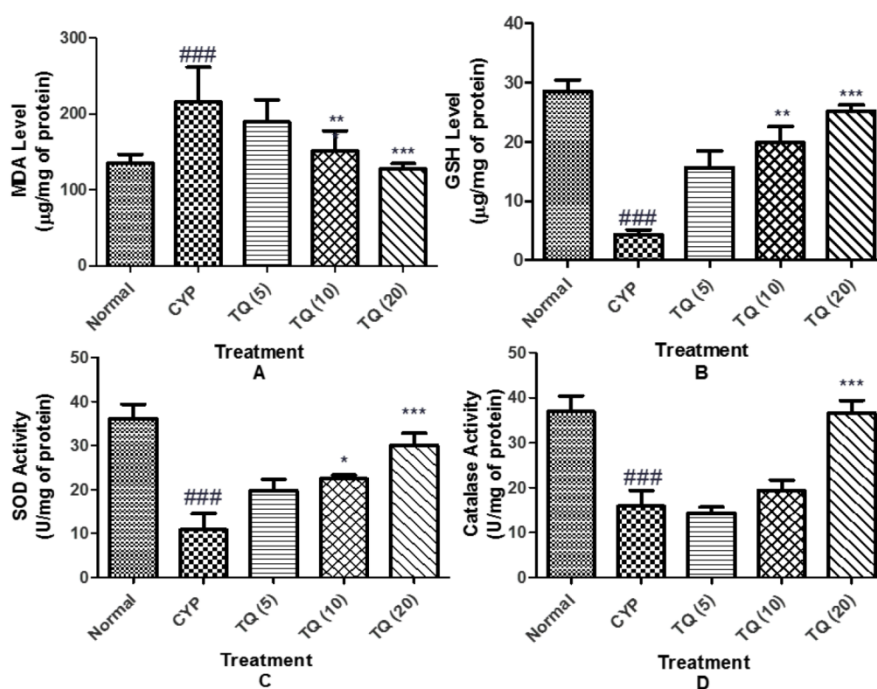 MDA Level
(µg/mg of protein)
300
200
100
0
###
**
***
Normal
CYP
TQ (5)
TQ (10)
TQ (20)
Treatment
A
GSH Level
(µg/mg of protein)
40
30
20
10
0
###
**
***
Normal
CYP
TQ (5)
TQ (10)
TQ (20)
Treatment
B
SOD Activity
(U/mg of protein)
50
40
30
20
10
0
###
*
***
Normal
CYP
TQ (5)
TQ (10)
TQ (20)
Treatment
C
Catalase Activity
(U/mg of protein)
50
40
30
20
10
0
###
***
Normal
CYP
TQ (5)
TQ (10)
TQ (20)
Treatment
D